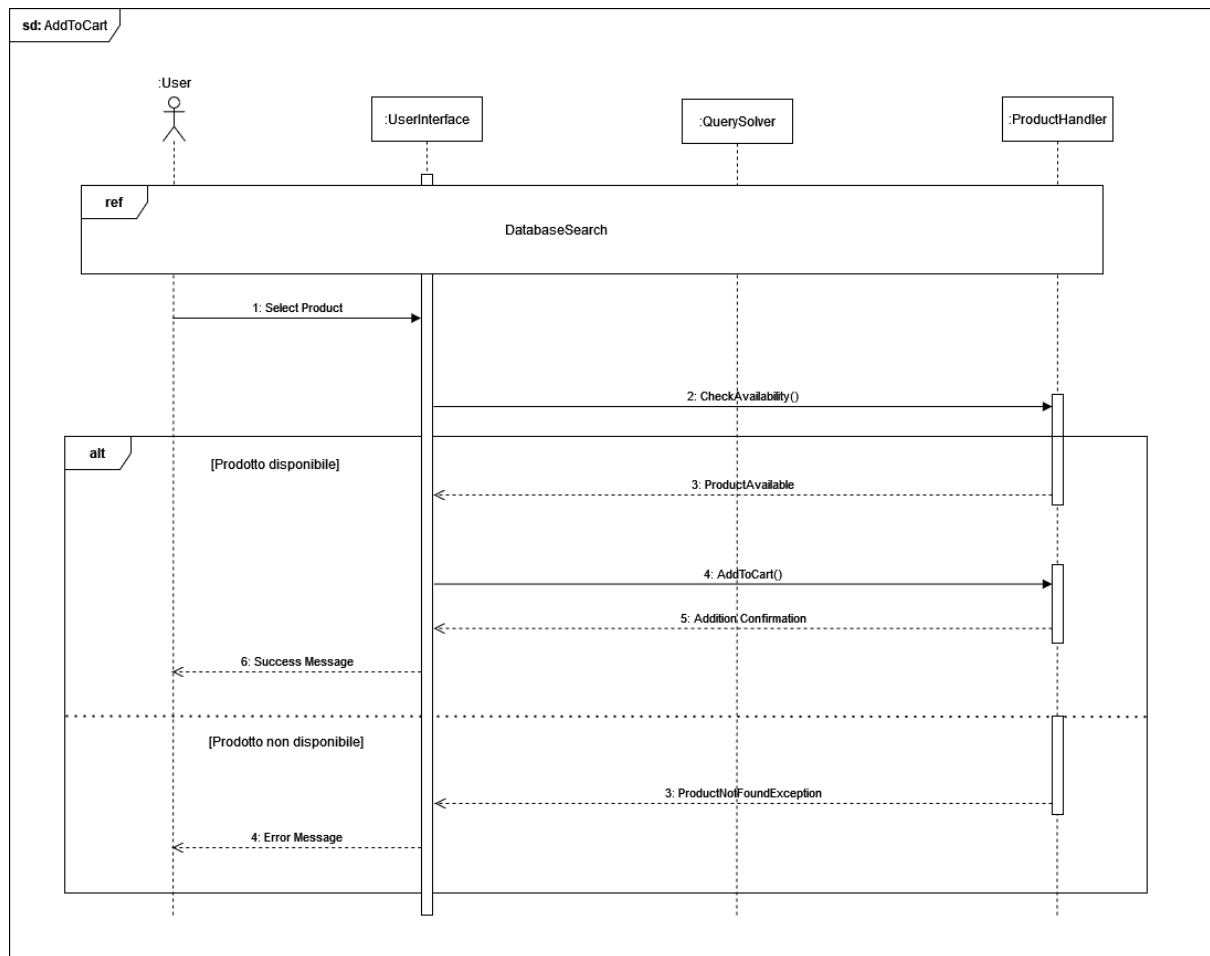 sd: AddToCart
:User
:UserInterface
:QuerySolver
:ProductHandler
ref
DatabaseSearch
1: Select Product
2: CheckAvailability()
alt
[Prodotto disponibile]
3: ProductAvailable
4: AddToCart()
5: Addition Confirmation
6: Success Message
[Prodotto non disponibile]
3: ProductNotFoundException
4: Error Message